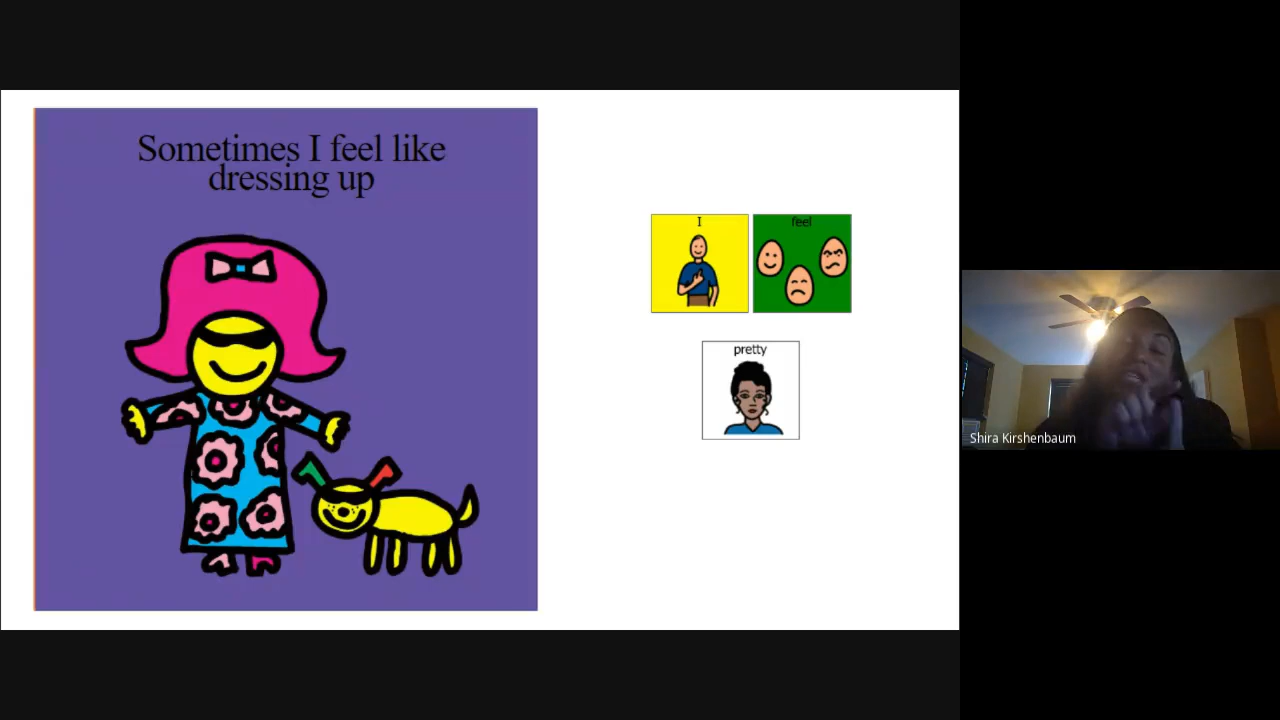 Sometimes I feel like
dressing up
I
feel
pretty
Shira Kirshenbaum